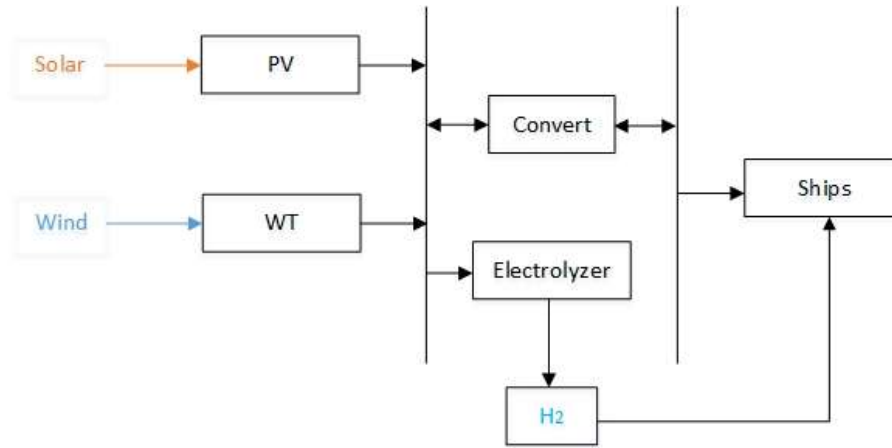 Solar
PV
Convert
Ships
Wind
WT
Electrolyzer
H2